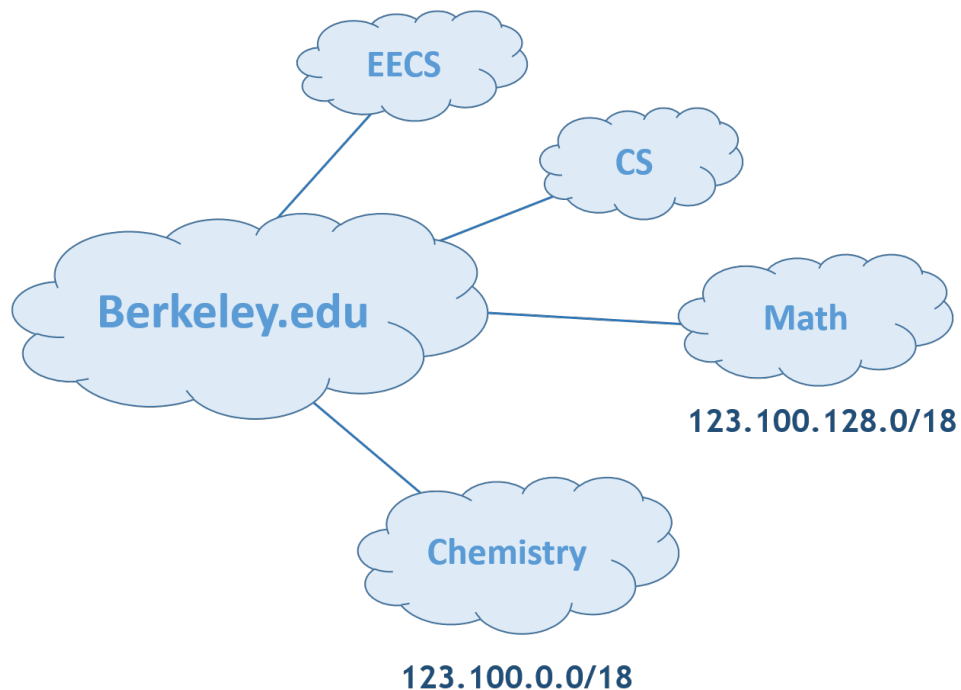 EECS
CS
Berkeley.edu
Math
123.100.128.0/18
Chemistry
123.100.0.0/18